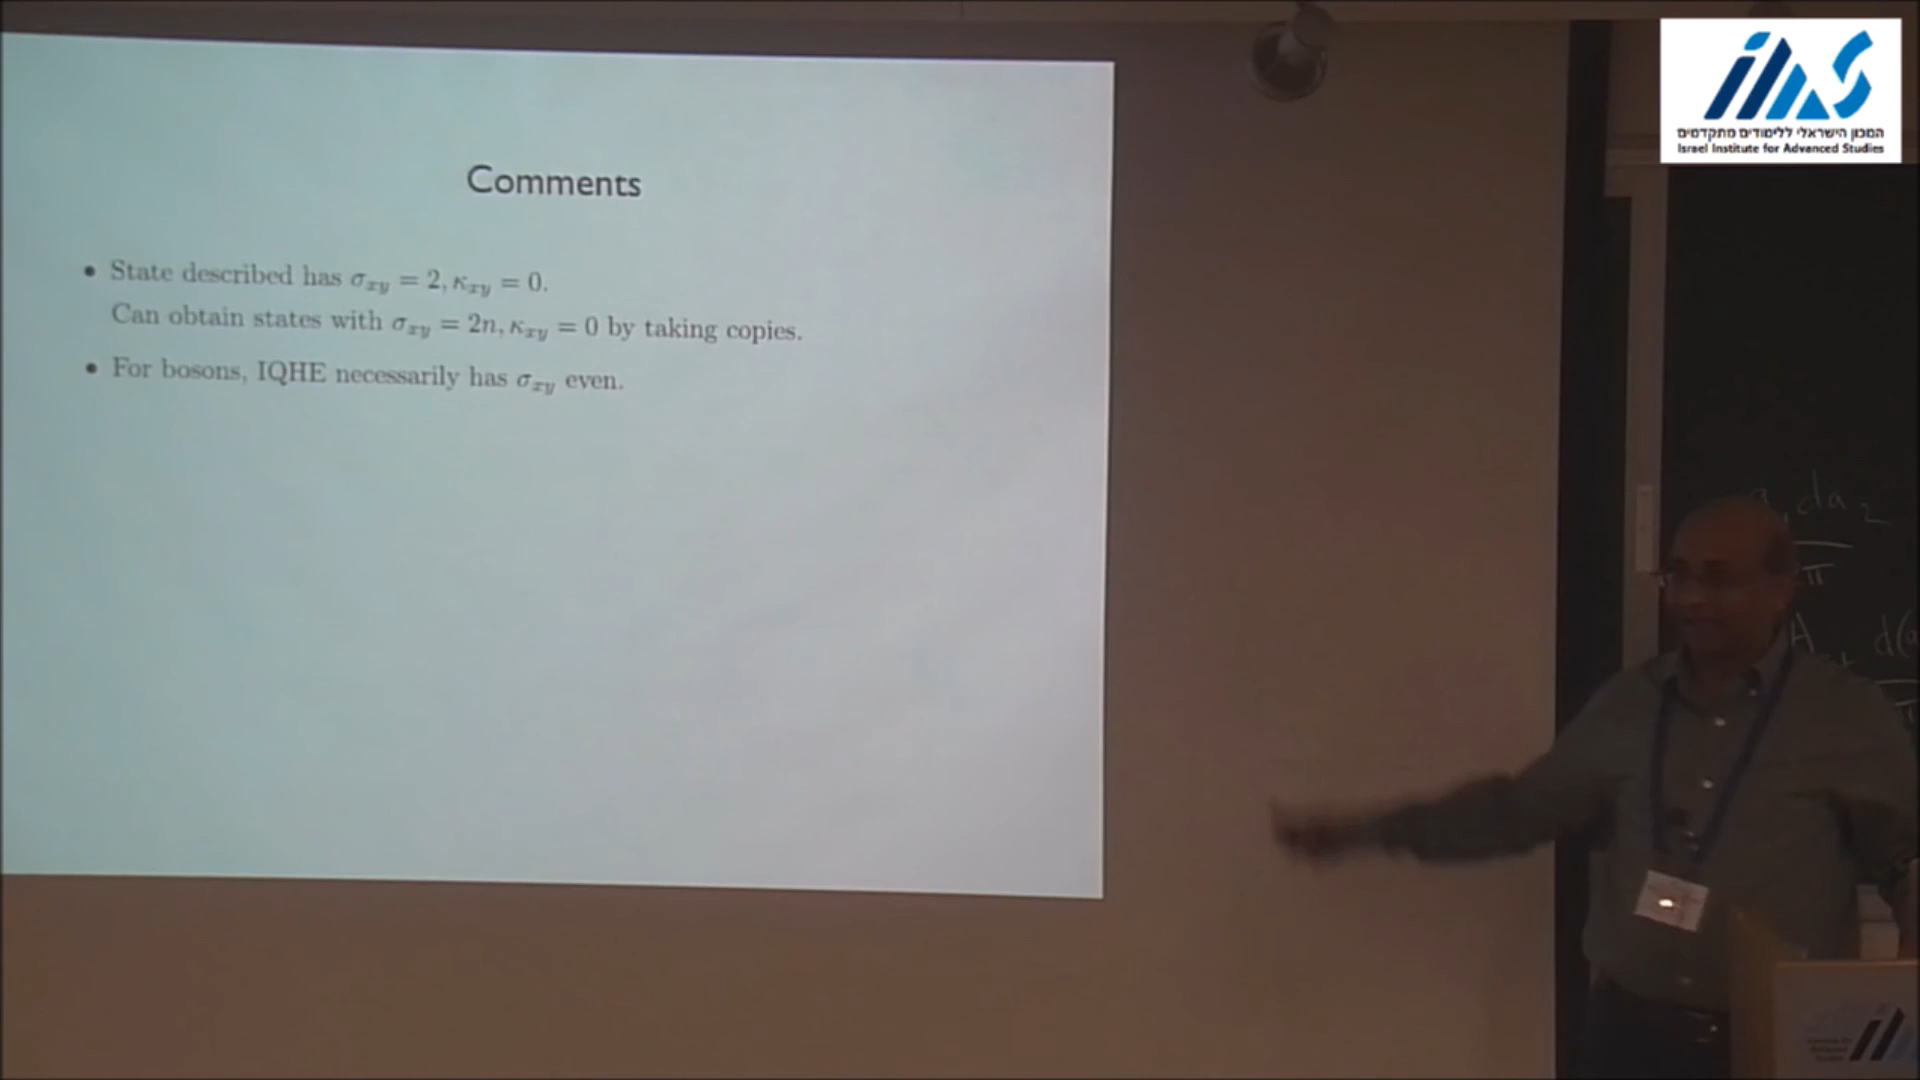 Comments
• State described has σxy = 2, κxy = 0.
Can obtain states with σxy = 2n, κxy = 0 by taking copies.
• For bosons, IQHE necessarily has σxy even.
המכון הישראלי ללימודים מתקדמים
Israel Institute for Advanced Studies
da2
π
A
d(a
π